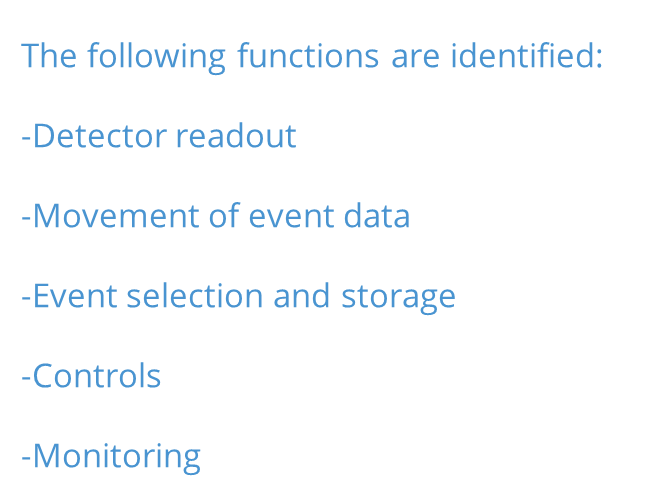 The following functions are identified:
-Detector readout
-Movement of event data
-Event selection and storage
-Controls
-Monitoring